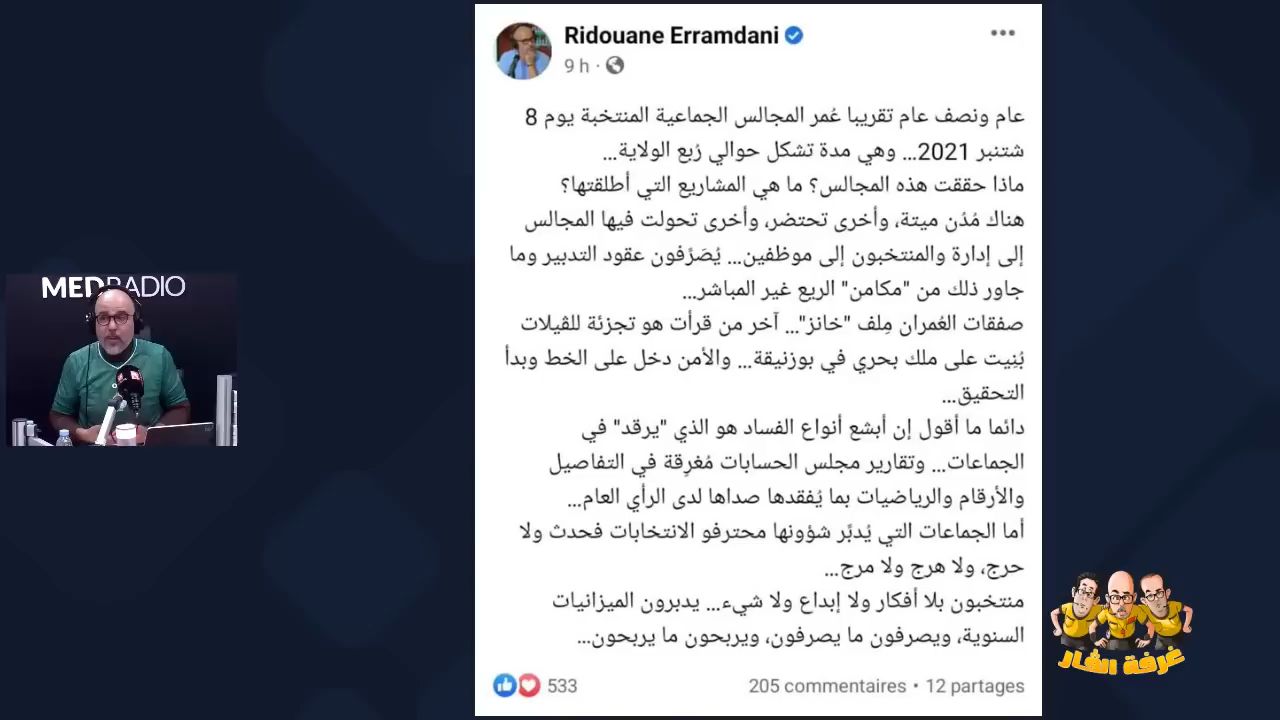 Ridouane Erramdani
9 h
عام ونصف عام تقريبا عُمر المجالس الجماعية المنتخبة يوم 8
شتنبر 2021... وهي مدة تشكل حوالي رُبع الولاية...
ماذا حققت هذه المجالس؟ ما هي المشاريع التي أطلقتها؟
هناك مُدُن ميتة، وأخرى تحتضر، وأخرى تحولت فيها المجالس
إلى إدارة والمنتخبون إلى موظفين... يُصَرِّفون عقود التدبير وما
جاور ذلك من "مكامن" الريع غير المباشر...
صفقات العُمران مِلف "خانز"... آخر من قرأت هو تجزئة للڤيلات
بُنِيت على ملك بحري في بوزنيقة... والأمن دخل على الخط وبدأ
التحقيق...
دائما ما أقول إن أبشع أنواع الفساد هو الذي "يرقد" في
الجماعات... وتقارير مجلس الحسابات مُغرِقة في التفاصيل
والأرقام والرياضيات بما يُفقدها صداها لدى الرأي العام...
أما الجماعات التي يُدبِّر شؤونها محترفو الانتخابات فحدث ولا
حرج، ولا هرج ولا مرج...
منتخبون بلا أفكار ولا إبداع ولا شيء... يدبرون الميزانيات
السنوية، ويصرفون ما يصرفون، ويربحون ما يربحون...
533
205 commentaires • 12 partages
MEDRADIO
غرفة الڤار